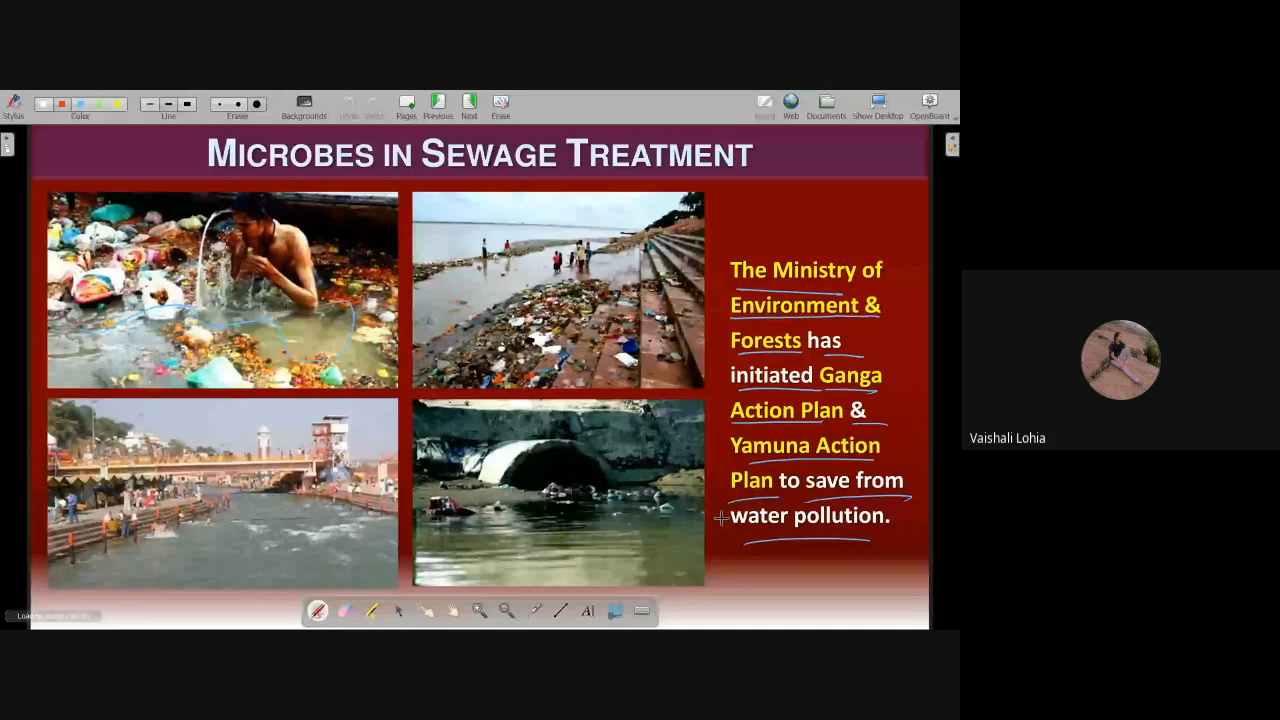 Stylus
Color
Line
Eraser
Backgrounds
Undo
Redo
Pages
Previous
Next
Erase
Board
Web
Documents
Show Desktop
OpenBoard
MICROBES IN SEWAGE TREATMENT
The Ministry of
Environment &
Forests has
initiated Ganga
Action Plan &
Yamuna Action
Plan to save from
water pollution.
Vaishali Lohia